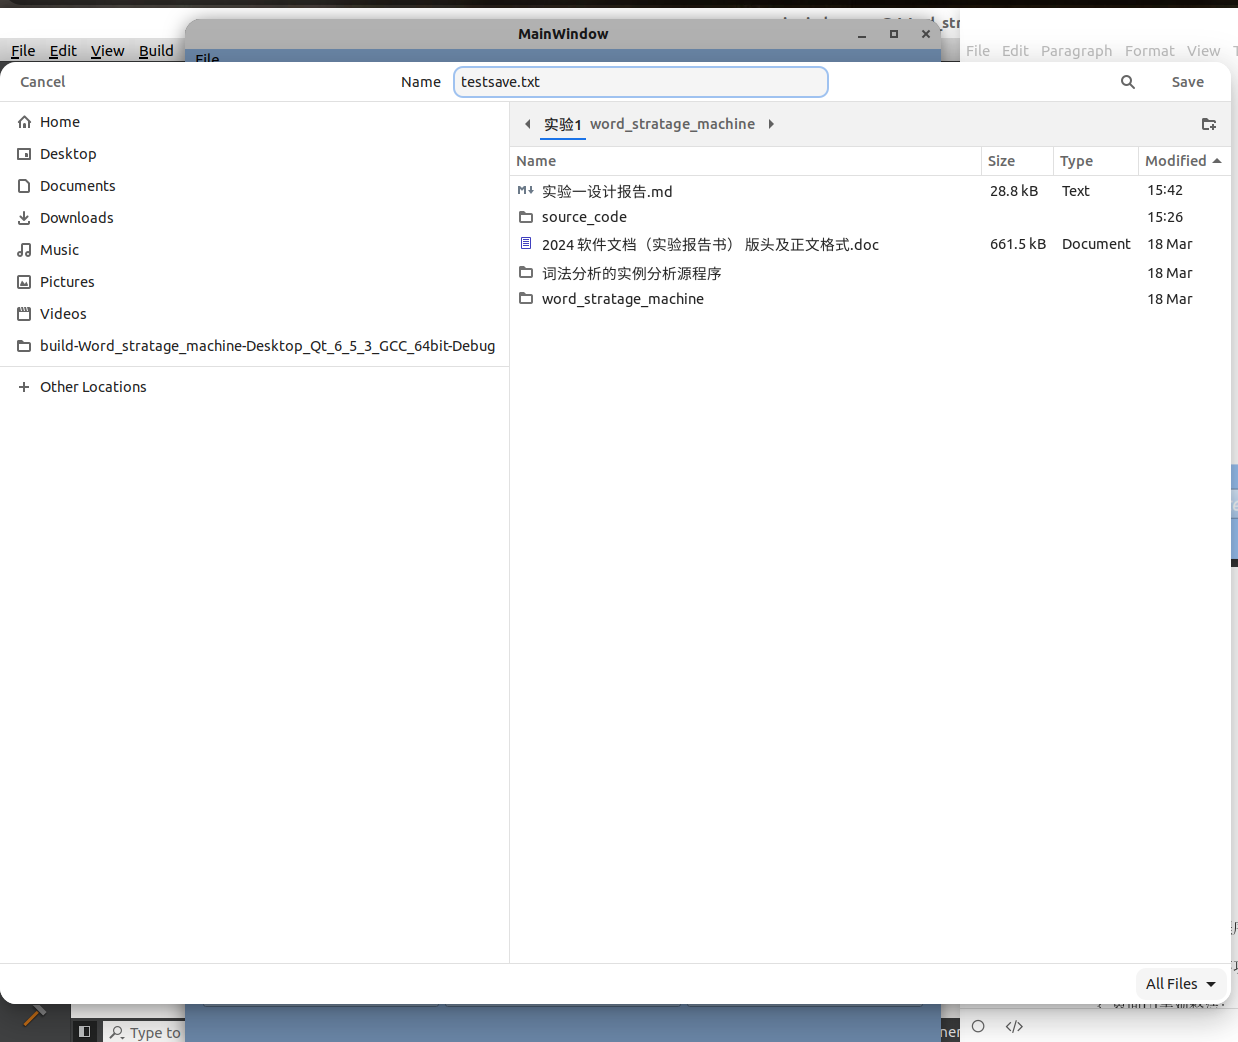 MainWindow
File Edit View Build
File
File Edit Paragraph Format View
Cancel
Name testsave.txt
Save
Home
Desktop
Documents
Downloads
Music
Pictures
Videos
build-Word_stratage_machine-Desktop_Qt_6_5_3_GCC_64bit-Debug
Other Locations
实验1 word_stratage_machine
Name Size Type Modified
实验一设计报告.md 28.8 kB Text 15:42
source_code 15:26
2024 软件文档（实验报告书） 版头及正文格式.doc 661.5 kB Document 18 Mar
词法分析的实例分析源程序 18 Mar
word_stratage_machine 18 Mar
All Files
Type to